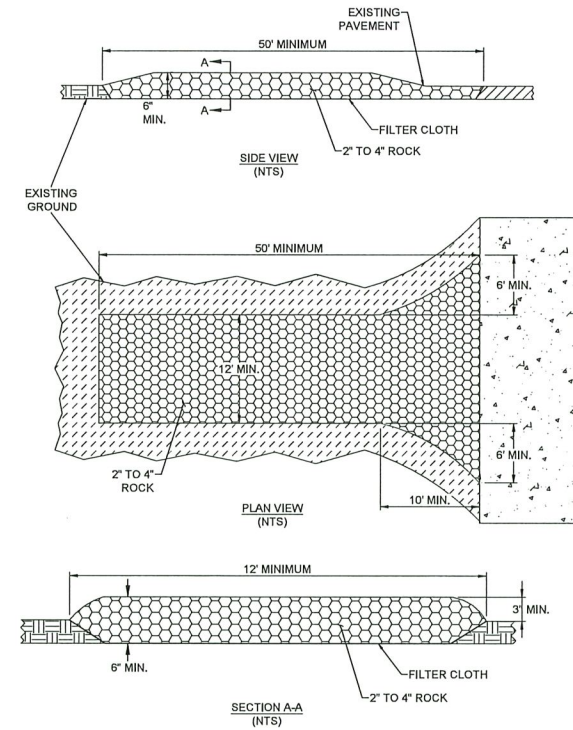 EXISTING
PAVEMENT
50' MINIMUM
A
A
6"
MIN.
FILTER CLOTH
2" TO 4" ROCK
SIDE VIEW
(NTS)
EXISTING
GROUND
50' MINIMUM
6' MIN.
12' MIN.
6' MIN.
2" TO 4"
ROCK
10' MIN.
PLAN VIEW
(NTS)
12' MINIMUM
3' MIN.
6" MIN.
FILTER CLOTH
2" TO 4" ROCK
SECTION A-A
(NTS)